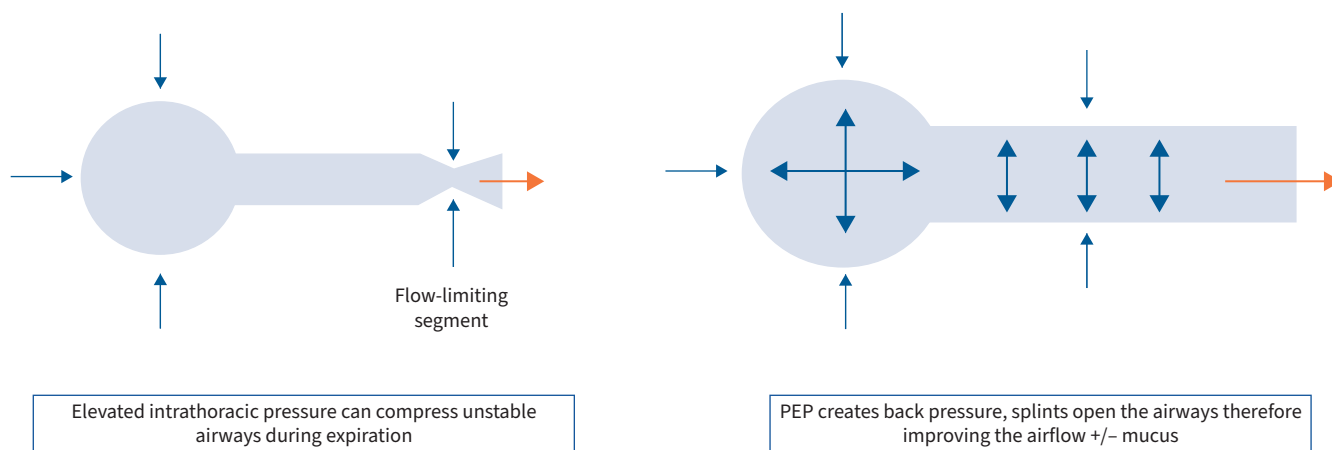 Flow-limiting
segment
Elevated intrathoracic pressure can compress unstable
airways during expiration
PEP creates back pressure, splints open the airways therefore
improving the airflow +/– mucus